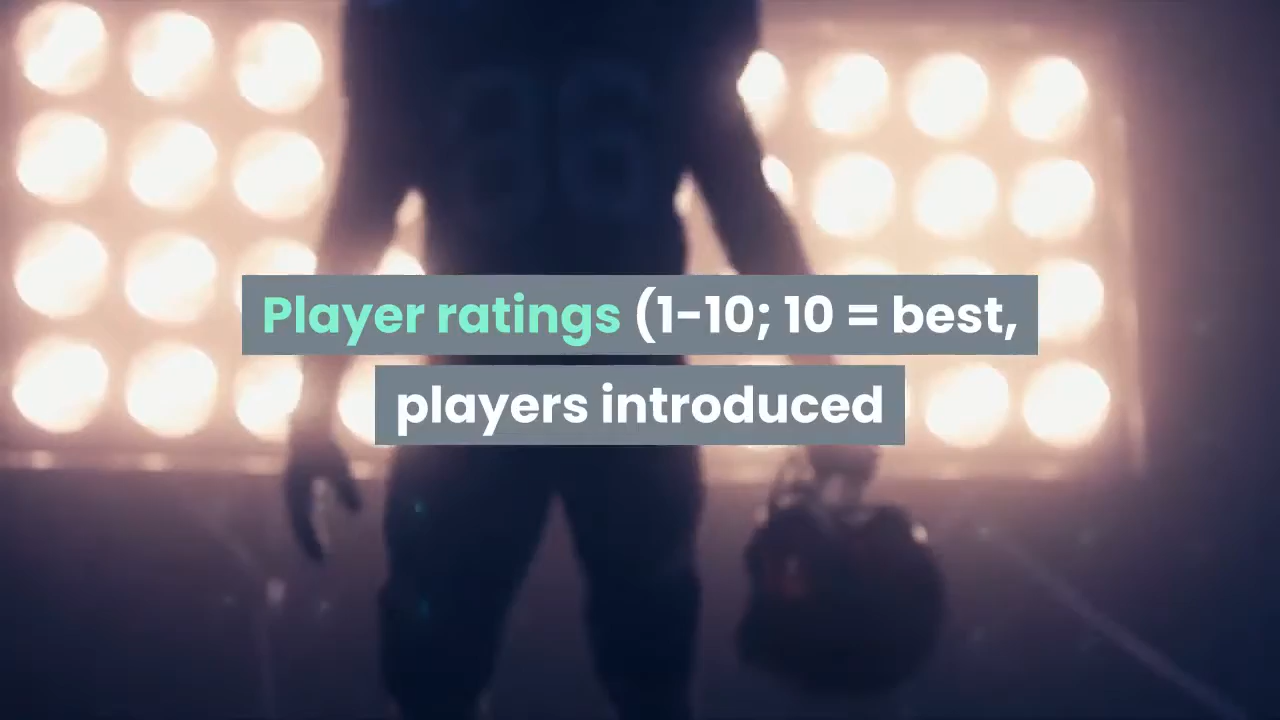 Player ratings (1-10; 10 = best,
players introduced